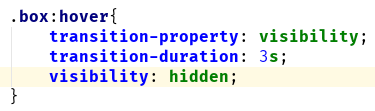 .box:hover{
    transition-property: visibility;
    transition-duration: 3s;
    visibility: hidden;
}